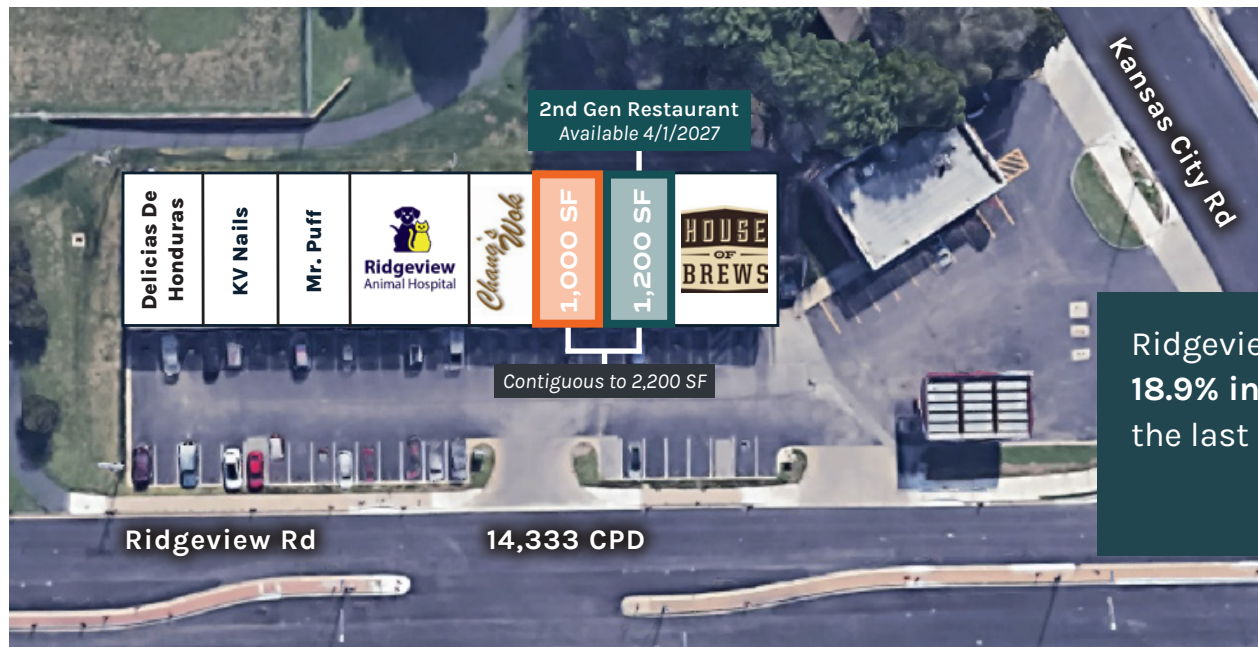 Kansas City Rd
2nd Gen Restaurant
Available 4/1/2027
Delicias De
Honduras
KV Nails
Mr. Puff
Ridgeview
Animal Hospital
Chang's
Wok
1,000 SF
1,200 SF
HOUSE
OF
BREWS
Contiguous to 2,200 SF
18.9% in
the last
Ridgeview Rd
14,333 CPD